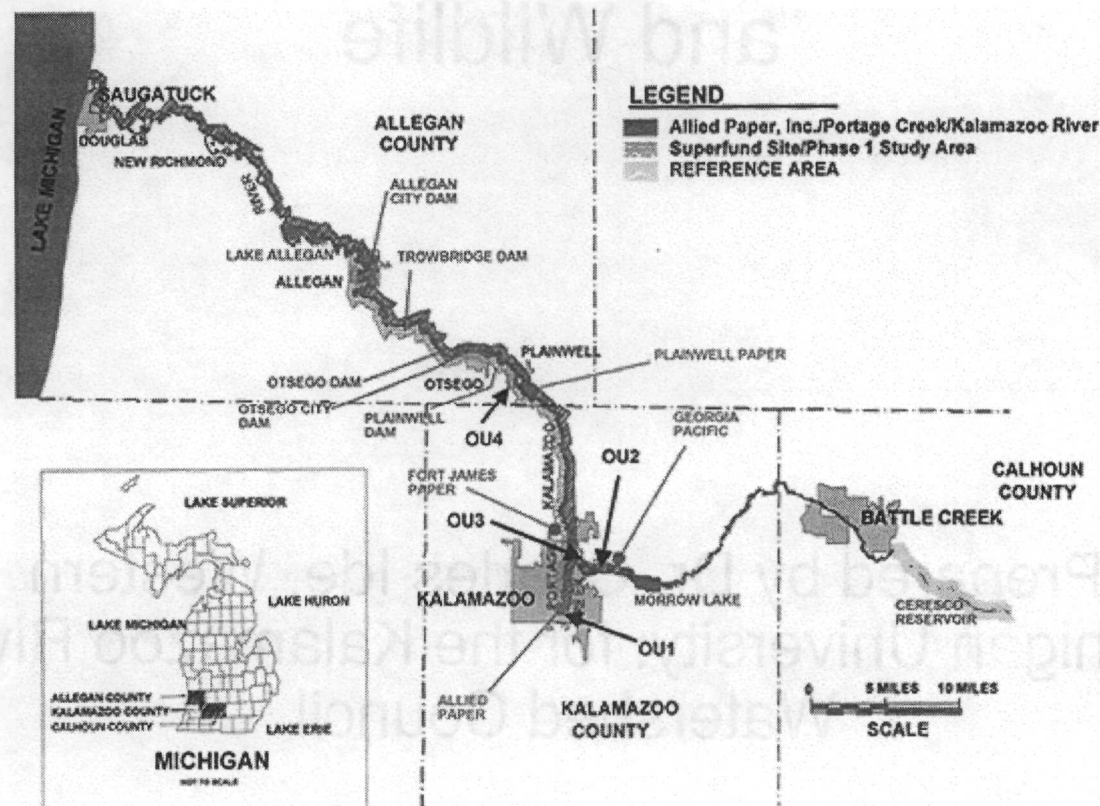 and Wildlife
SAUGATUCK
DOUGLAS
NEW RICHMOND
LAKE MICHIGAN
RIVER
ALLEGAN
COUNTY
ALLEGAN
CITY DAM
LAKE ALLEGAN
ALLEGAN
TROWBRIDGE DAM
LEGEND
Allied Paper, Inc./Portage Creek/Kalamazoo River
Superfund Site/Phase 1 Study Area
REFERENCE AREA
PLAINWELL
PLAINWELL PAPER
OTSEGO DAM
OTSEGO
OTSEGO CITY
DAM
PLAINWELL
DAM
OU4
GEORGIA
PACIFIC
KALAMAZOO
FORT JAMES
PAPER
OU2
OU3
CALHOUN
COUNTY
BATTLE CREEK
KALAMAZOO
MORROW LAKE
CERESCO
RESERVOIR
OU1
ALLIED
PAPER
KALAMAZOO
COUNTY
0 5 MILES 10 MILES
SCALE
LAKE SUPERIOR
LAKE HURON
LAKE MICHIGAN
ALLEGAN COUNTY
KALAMAZOO COUNTY
CALHOUN COUNTY
LAKE ERIE
MICHIGAN
NOT TO SCALE
Prepared by
Western
University, for the Kalamazoo
Watershed Council